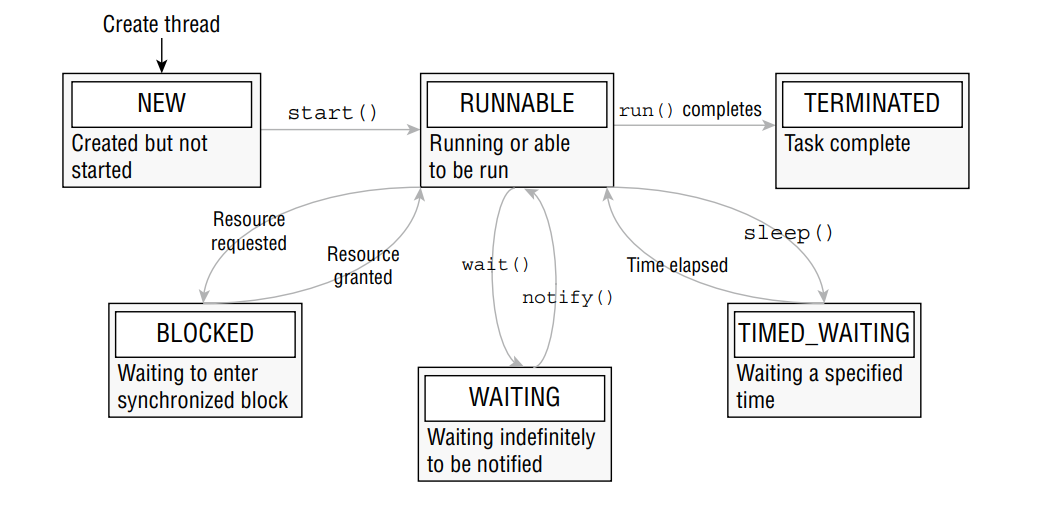 Create thread
NEW
Created but not
started
start()
RUNNABLE
Running or able
to be run
run() completes
TERMINATED
Task complete
Resource
requested
Resource
granted
wait()
notify()
Time elapsed
sleep()
BLOCKED
Waiting to enter
synchronized block
WAITING
Waiting indefinitely
to be notified
TIMED_WAITING
Waiting a specified
time